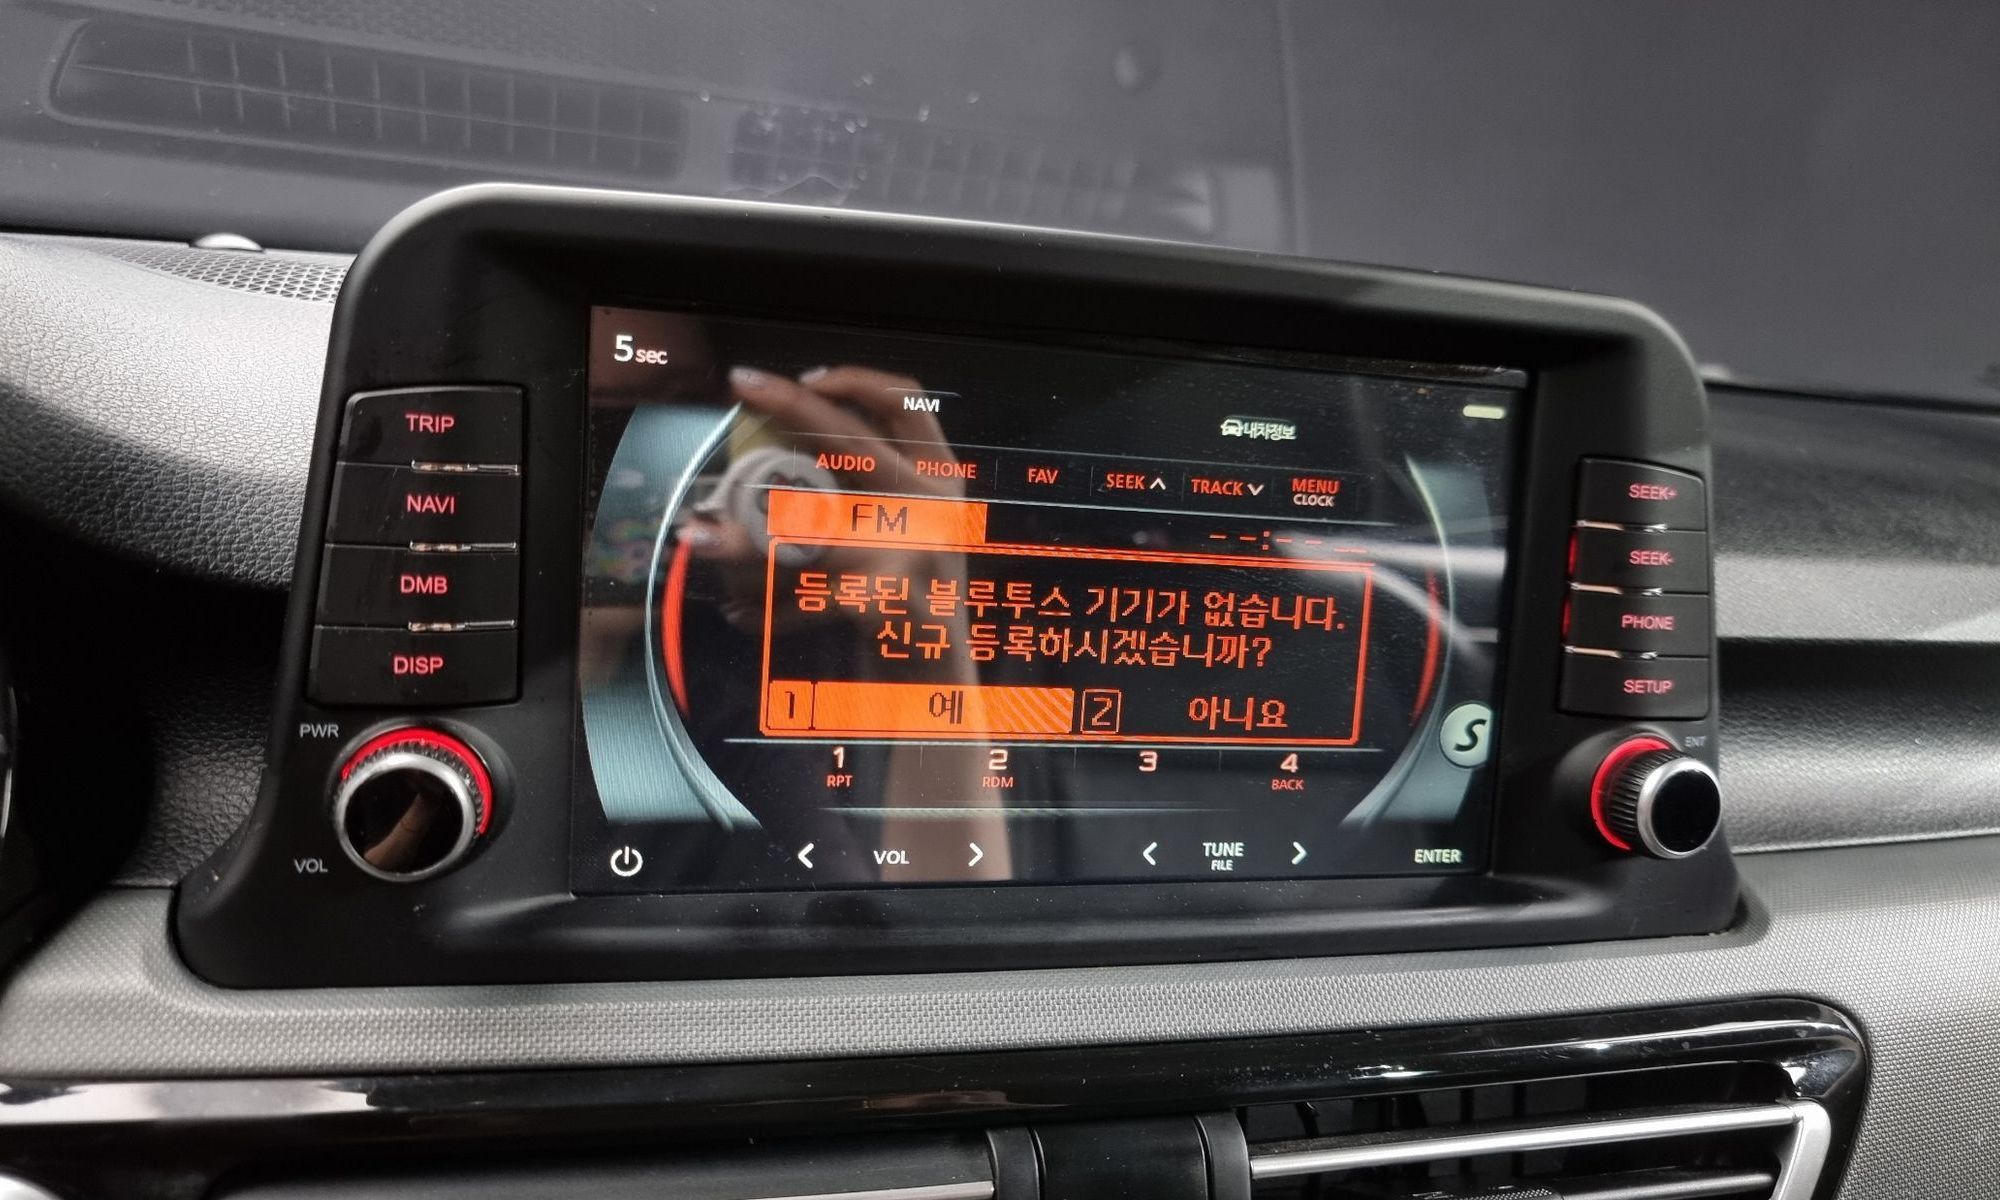 5 sec
NAVI
내차정보
AUDIO PHONE FAV SEEK TRACK MENU
CLOCK
FM
--:--
등록된 블루투스 기기가 없습니다.
신규 등록하시겠습니까?
1 예 2 아니요
1 2 3 4
RPT RDM BACK
VOL TUNE ENTER
FILE
S
TRIP
NAVI
DMB
DISP
PWR
VOL
SEEK+
SEEK-
PHONE
SETUP
ENT